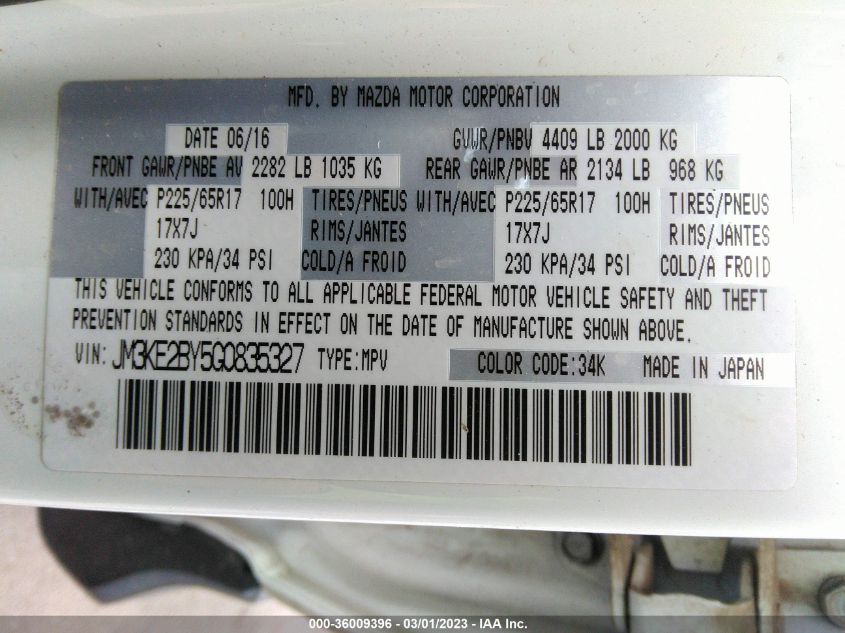 MFD. BY MAZDA MOTOR CORPORATION
DATE 06/16 GVWR/PNBV 4409 LB 2000 KG
FRONT GAWR/PNBE AV 2282 LB 1035 KG REAR GAWR/PNBE AR 2134 LB 968 KG
WITH/AVEC P225/65R17 100H TIRES/PNEUS WITH/AVEC P225/65R17 100H TIRES/PNEUS
17X7J RIMS/JANTES 17X7J RIMS/JANTES
230 KPA/34 PSI COLD/A FROID 230 KPA/34 PSI COLD/A FROID
THIS VEHICLE CONFORMS TO ALL APPLICABLE FEDERAL MOTOR VEHICLE SAFETY AND THEFT
PREVENTION STANDARDS IN EFFECT ON THE DATE OF MANUFACTURE SHOWN ABOVE.
VIN: JM3KE2BY5G0835327 TYPE:MPV COLOR CODE:34K MADE IN JAPAN
000-36009396 - 03/01/2023 - IAA Inc.